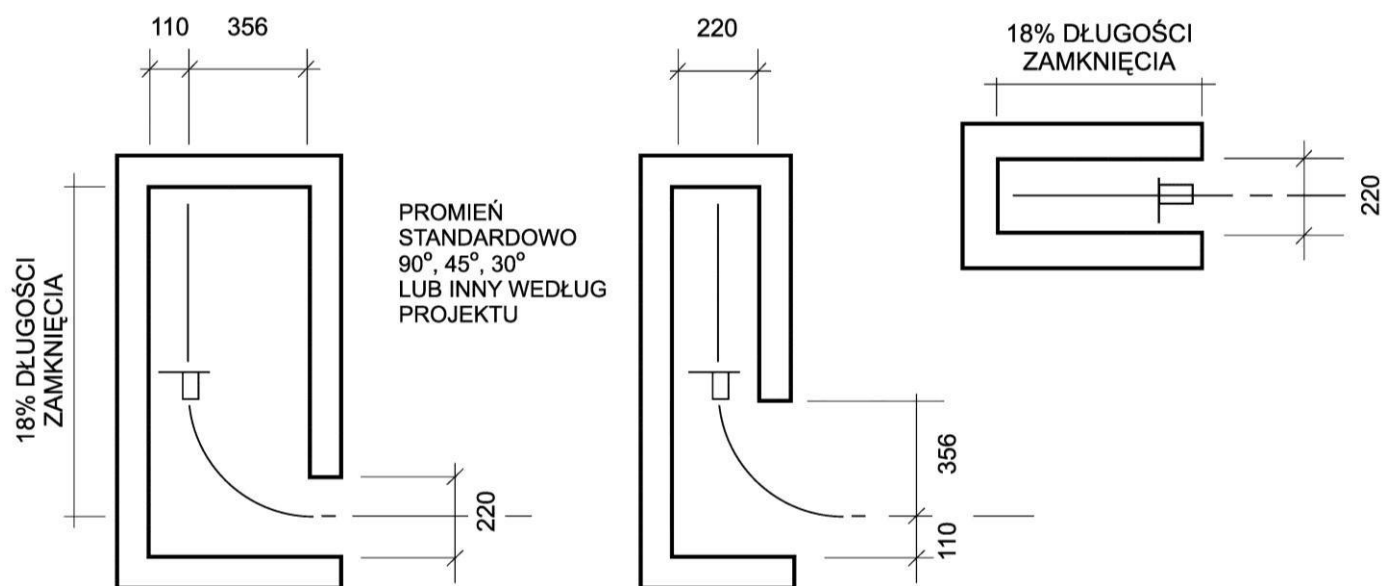 110 356
18% DŁUGOŚCI
ZAMKNIĘCIA
220
PROMIEŃ
STANDARDOWO
90°, 45°, 30°
LUB INNY WEDŁUG
PROJEKTU
220
356
110
18% DŁUGOŚCI
ZAMKNIĘCIA
220